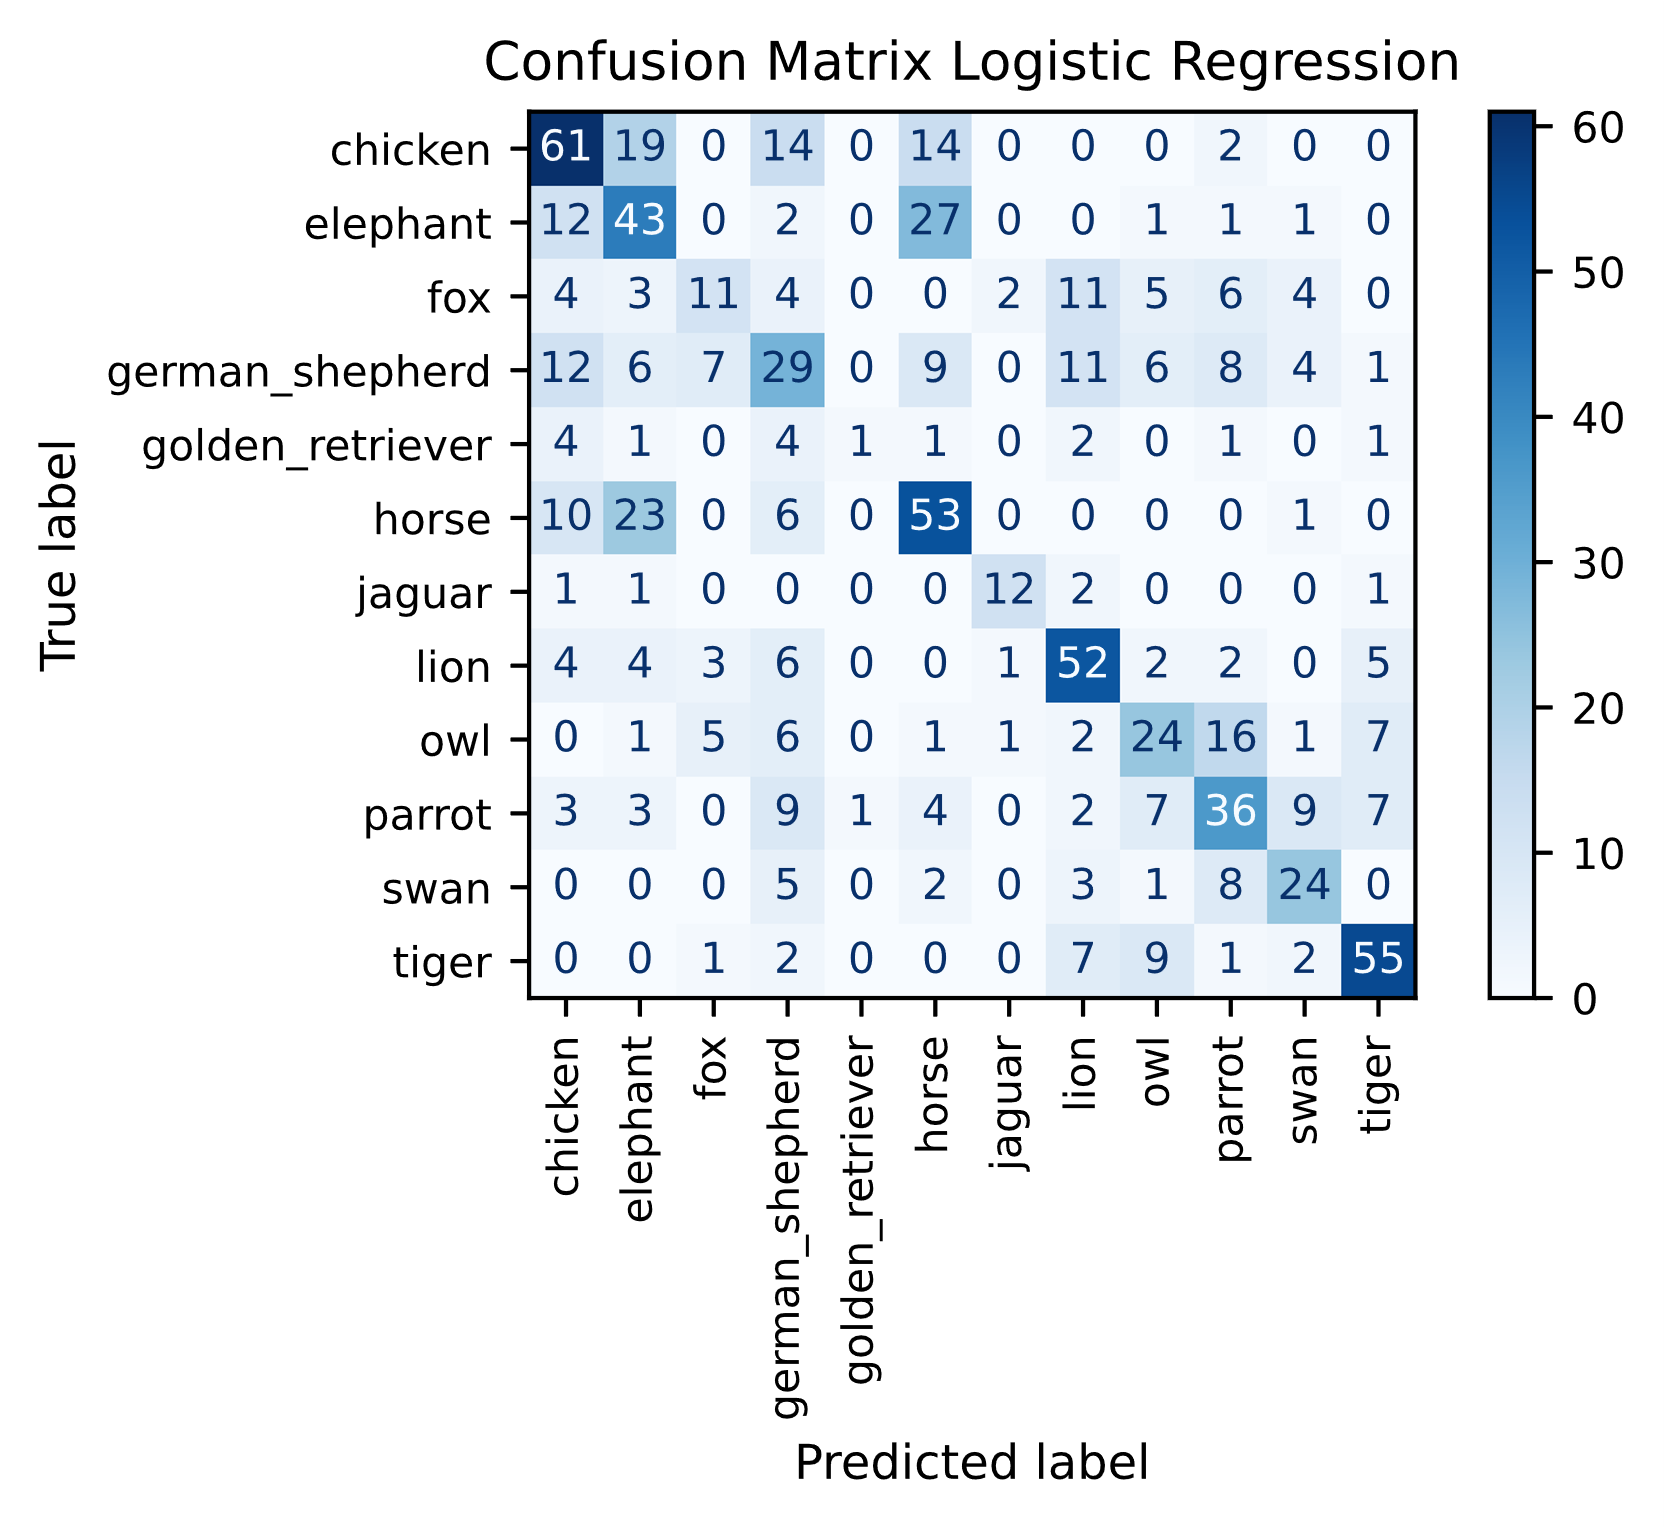 Confusion Matrix Logistic Regression
True label
chicken 61 19 0 14 0 14 0 0 0 2 0 0
elephant 12 43 0 2 0 27 0 0 1 1 1 0
fox 4 3 11 4 0 0 2 11 5 6 4 0
german_shepherd 12 6 7 29 0 9 0 11 6 8 4 1
golden_retriever 4 1 0 4 1 1 0 2 0 1 0 1
horse 10 23 0 6 0 53 0 0 0 0 1 0
jaguar 1 1 0 0 0 0 12 2 0 0 0 1
lion 4 4 3 6 0 0 1 52 2 2 0 5
owl 0 1 5 6 0 1 1 2 24 16 1 7
parrot 3 3 0 9 1 4 0 2 7 36 9 7
swan 0 0 0 5 0 2 0 3 1 8 24 0
tiger 0 0 1 2 0 0 0 7 9 1 2 55
chicken
elephant
fox
german_shepherd
golden_retriever
horse
jaguar
lion
owl
parrot
swan
tiger
Predicted label
60
50
40
30
20
10
0